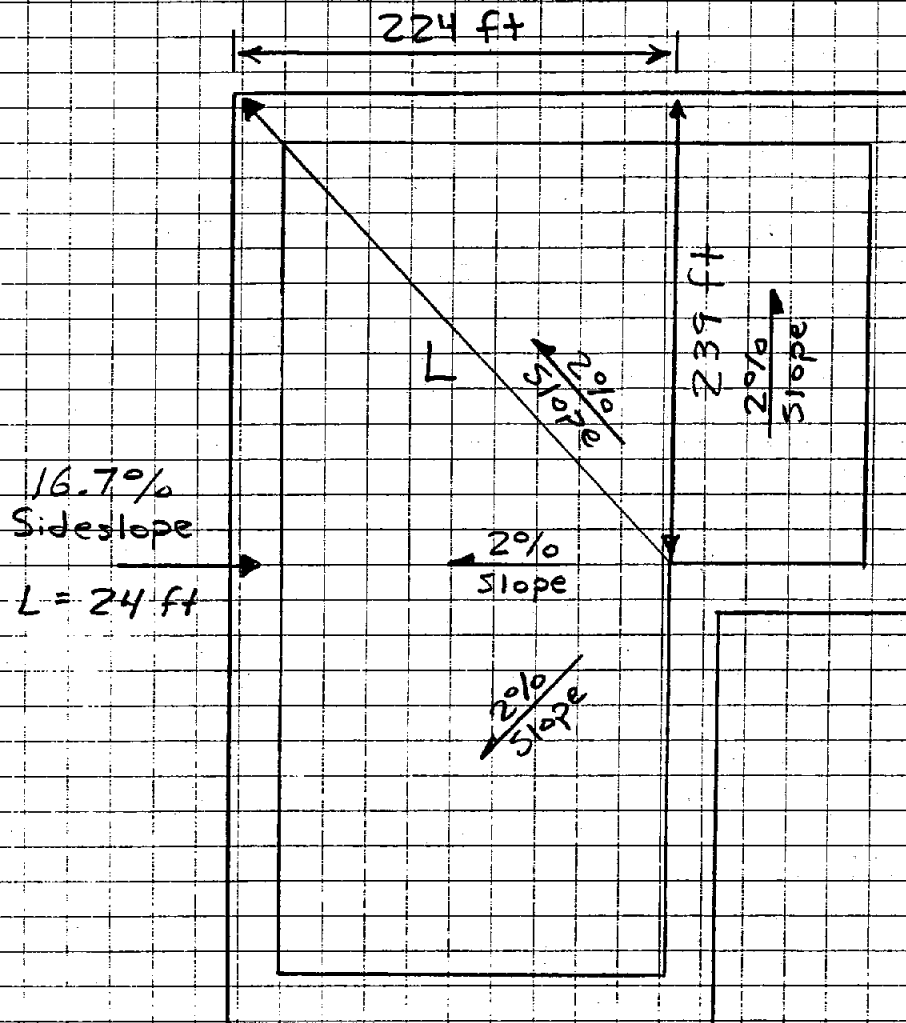 224 ft
239 ft
2%
Slope
L
2%
Slope
16.7%
Sideslope
L = 24 ft
2%
Slope
2%
Slope